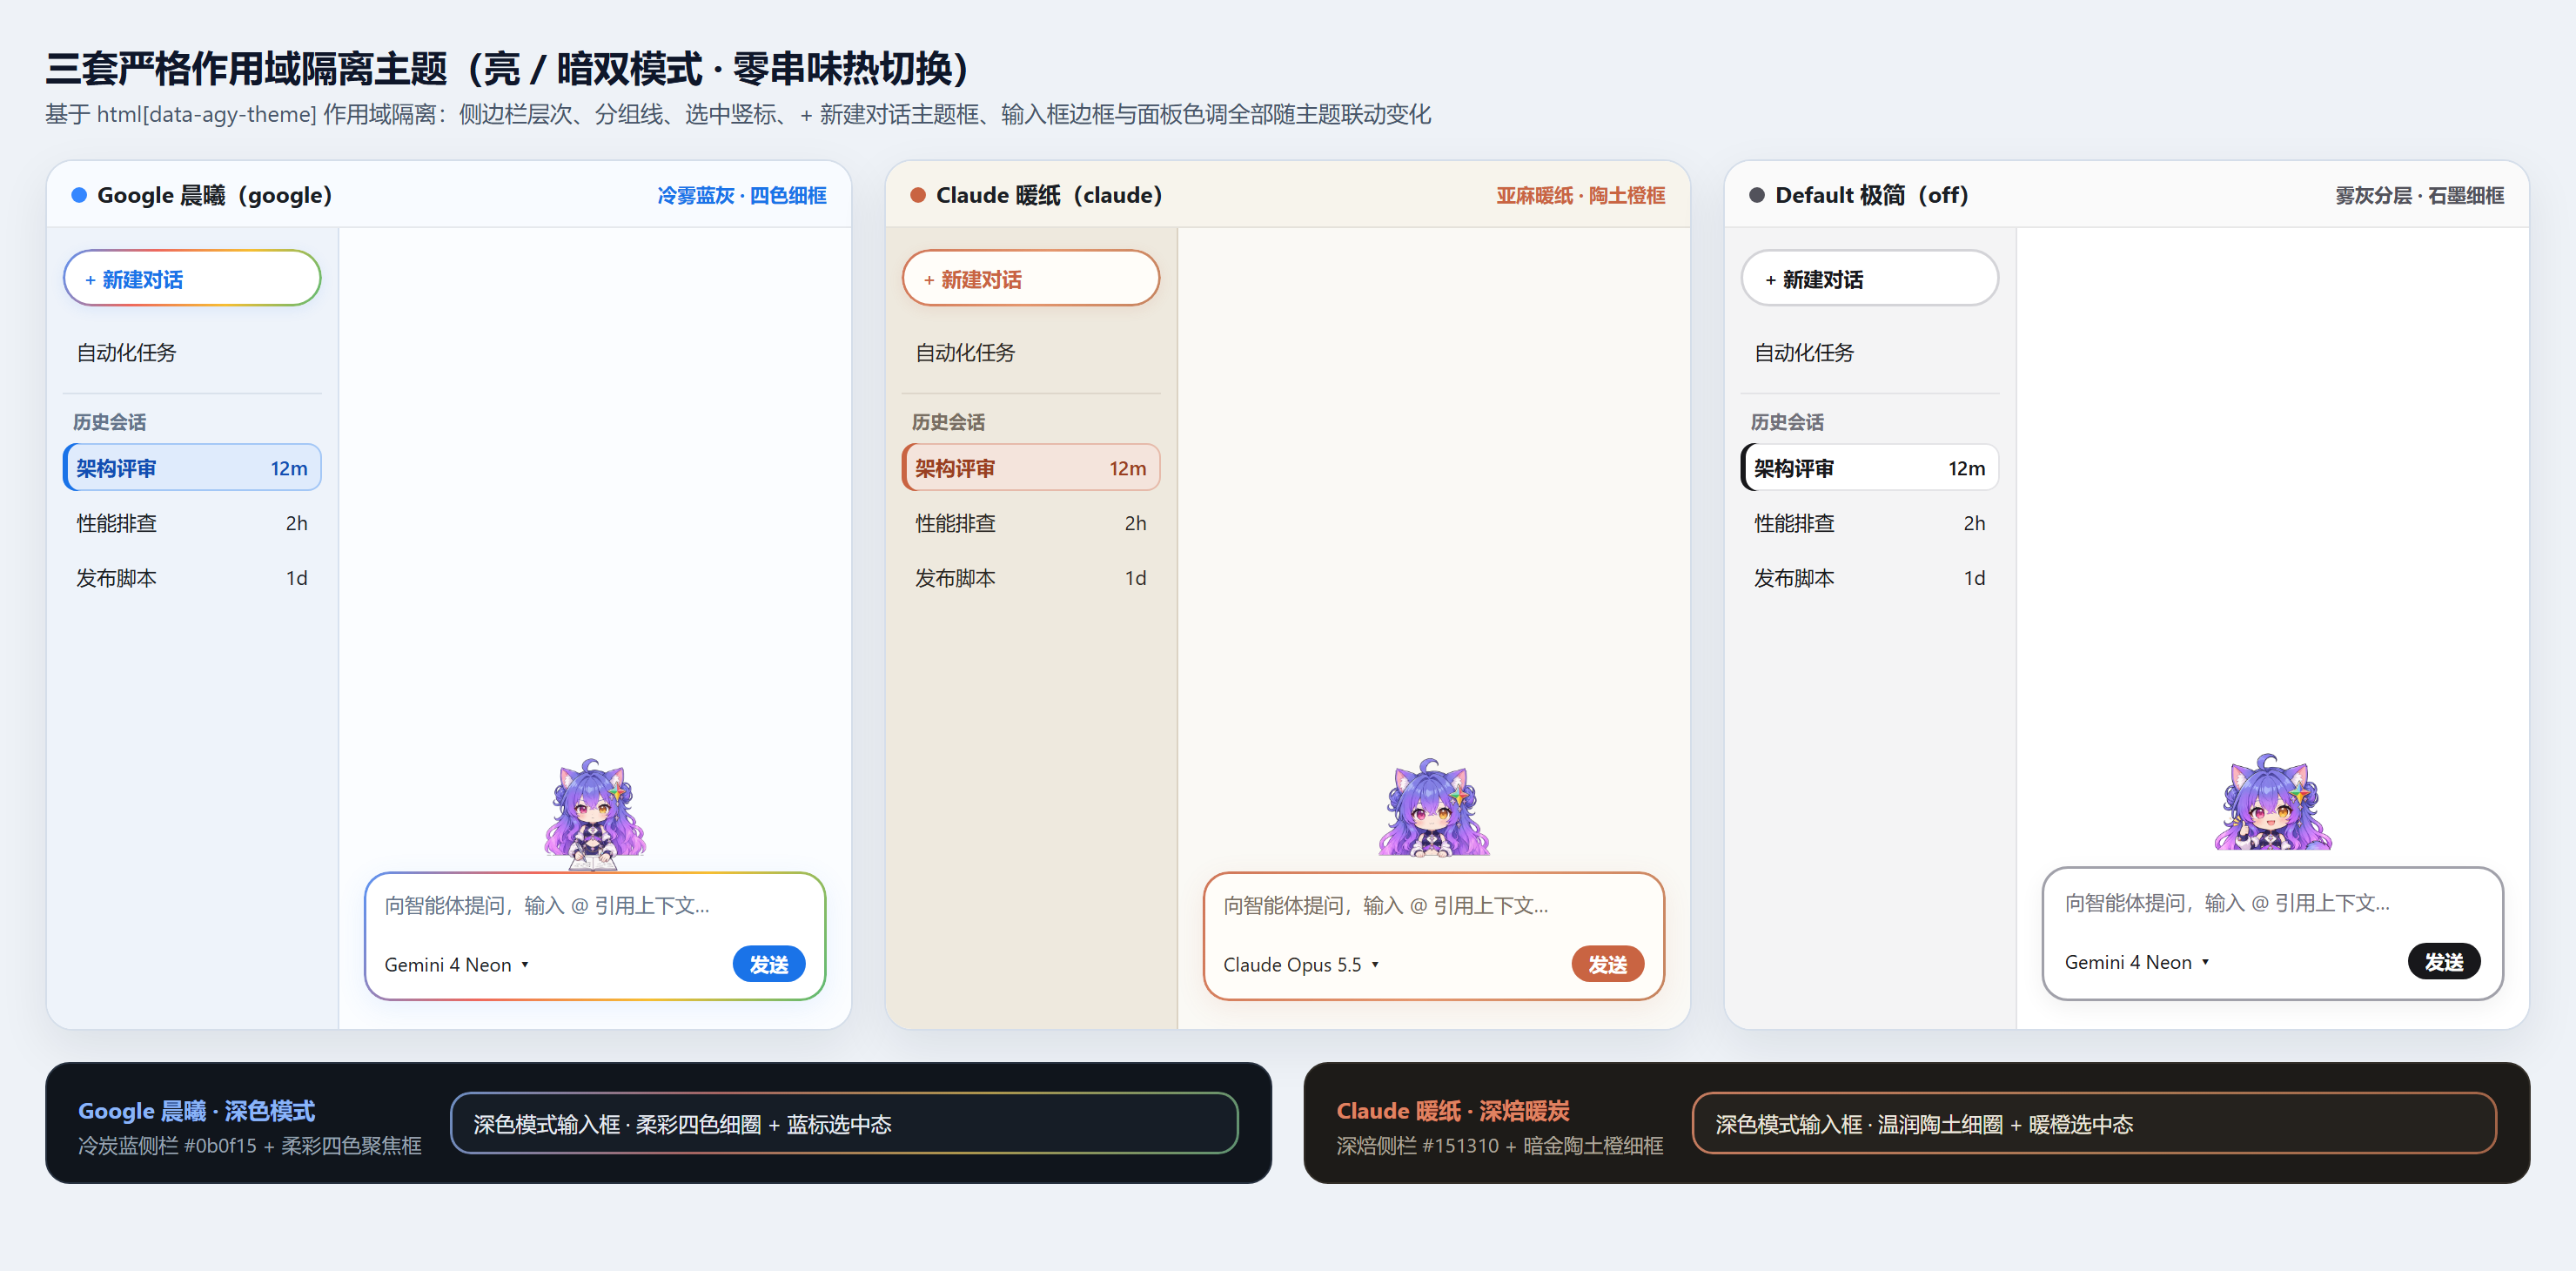 三套严格作用域隔离主题（亮 / 暗双模式 · 零串味热切换）
基于 html[data-agy-theme] 作用域隔离：侧边栏层次、分组线、选中竖标、+ 新建对话主题框、输入框边框与面板色调全部随主题联动变化
Google 晨曦（google）
冷雾蓝灰 · 四色细框
+ 新建对话
自动化任务
历史会话
架构评审 12m
性能排查 2h
发布脚本 1d
向智能体提问，输入 @ 引用上下文...
Gemini 4 Neon ▾
发送
Claude 暖纸（claude）
亚麻暖纸 · 陶土橙框
+ 新建对话
自动化任务
历史会话
架构评审 12m
性能排查 2h
发布脚本 1d
向智能体提问，输入 @ 引用上下文...
Claude Opus 5.5 ▾
发送
Default 极简（off）
雾灰分层 · 石墨细框
+ 新建对话
自动化任务
历史会话
架构评审 12m
性能排查 2h
发布脚本 1d
向智能体提问，输入 @ 引用上下文...
Gemini 4 Neon ▾
发送
Google 晨曦 · 深色模式
冷炭蓝侧栏 #0b0f15 + 柔彩四色聚焦框
深色模式输入框 · 柔彩四色细圈 + 蓝标选中态
Claude 暖纸 · 深焙暖炭
深焙侧栏 #151310 + 暗金陶土橙细框
深色模式输入框 · 温润陶土细圈 + 暖橙选中态